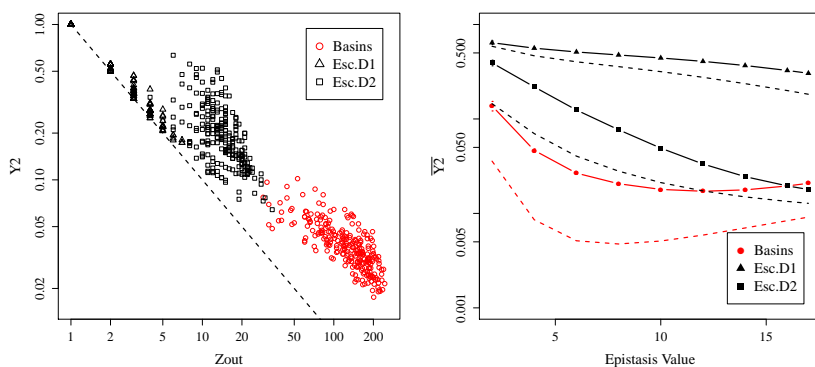 Y2
1.00
0.50
0.20
0.10
0.05
0.02
Basins
Esc.D1
Esc.D2
1 2 5 10 20 50 100 200
Zout
Y2
0.500
0.050
0.005
0.001
Basins
Esc.D1
Esc.D2
5 10 15
Epistasis Value